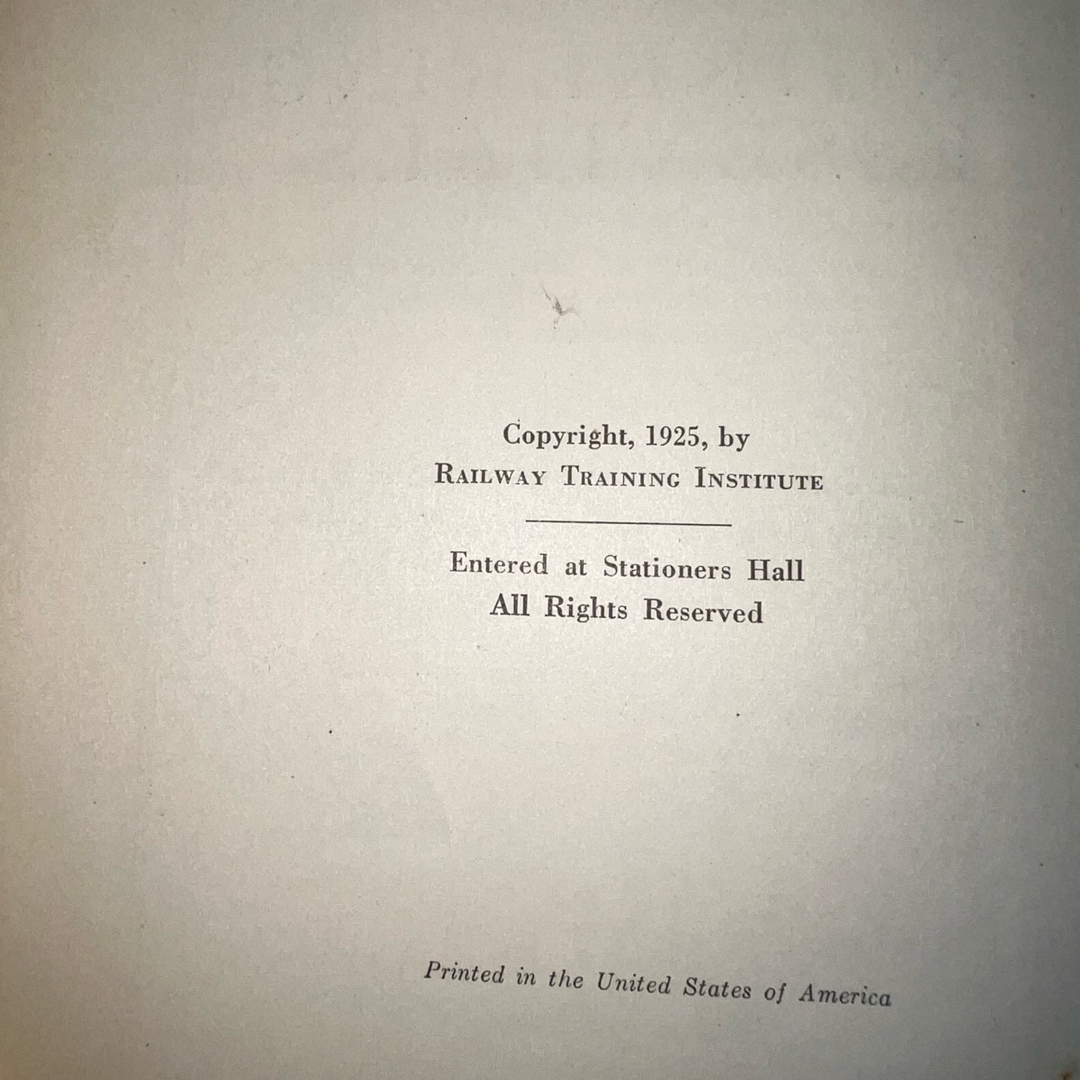 Copyright, 1925, by
Railway Training Institute
Entered at Stationers Hall
All Rights Reserved
Printed in the United States of America